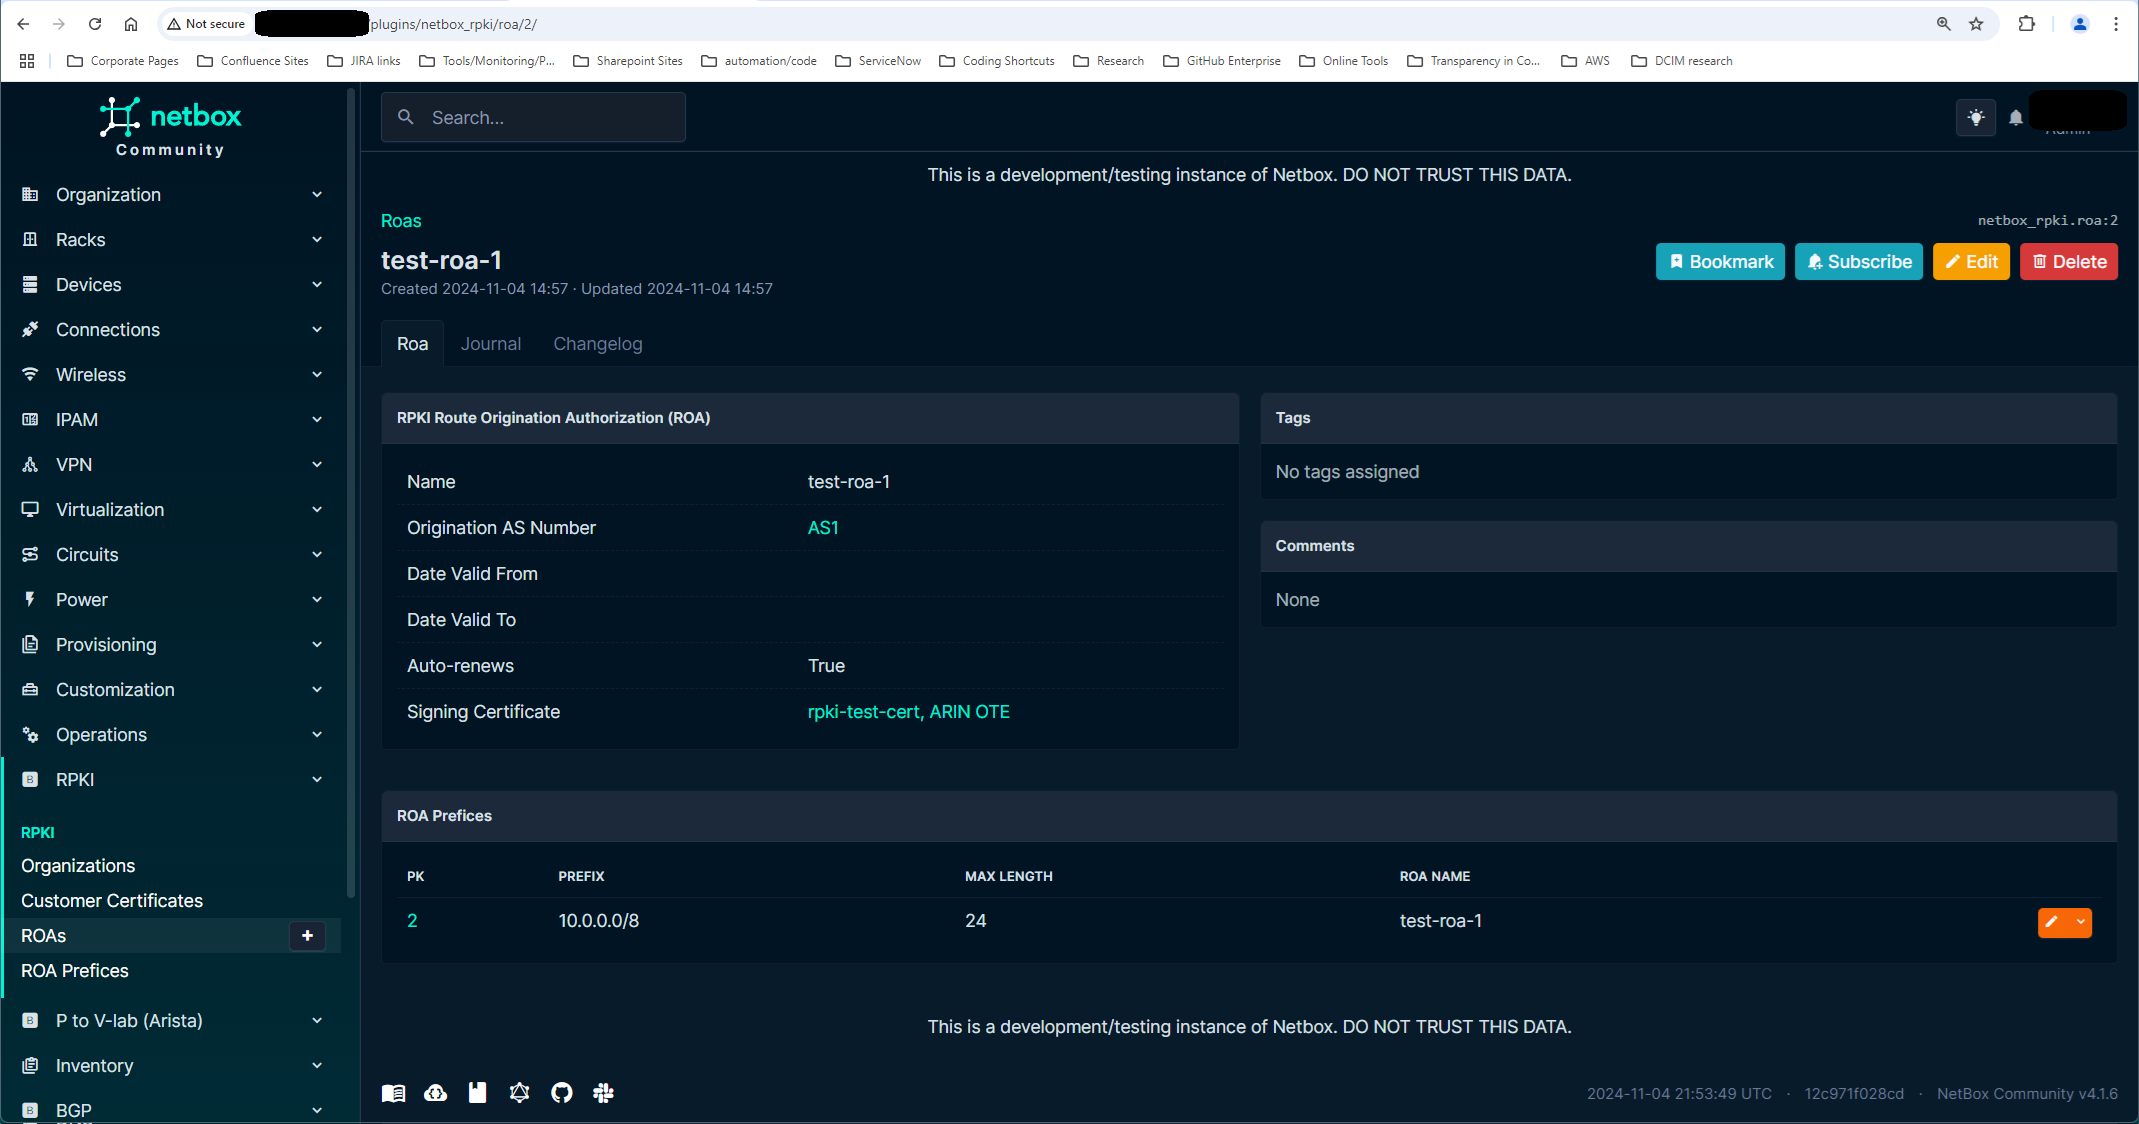 Not secure
plugins/netbox_rpki/roa/2/
Corporate Pages
Confluence Sites
JIRA links
Tools/Monitoring/P...
Sharepoint Sites
automation/code
ServiceNow
Coding Shortcuts
Research
GitHub Enterprise
Online Tools
Transparency in Co...
AWS
DCIM research
netbox
Community
Search...
Admin
Organization
Racks
Devices
Connections
Wireless
IPAM
VPN
Virtualization
Circuits
Power
Provisioning
Customization
Operations
RPKI
RPKI
Organizations
Customer Certificates
ROAs
ROA Prefices
P to V-lab (Arista)
Inventory
BGP
This is a development/testing instance of Netbox. DO NOT TRUST THIS DATA.
Roas
netbox_rpki.roa:2
test-roa-1
Created 2024-11-04 14:57 · Updated 2024-11-04 14:57
Bookmark
Subscribe
Edit
Delete
Roa
Journal
Changelog
RPKI Route Origination Authorization (ROA)
Name test-roa-1
Origination AS Number AS1
Date Valid From
Date Valid To
Auto-renews True
Signing Certificate rpki-test-cert, ARIN OTE
Tags
No tags assigned
Comments
None
ROA Prefices
PK PREFIX MAX LENGTH ROA NAME
2 10.0.0.0/8 24 test-roa-1
This is a development/testing instance of Netbox. DO NOT TRUST THIS DATA.
2024-11-04 21:53:49 UTC · 12c971f028cd · NetBox Community v4.1.6